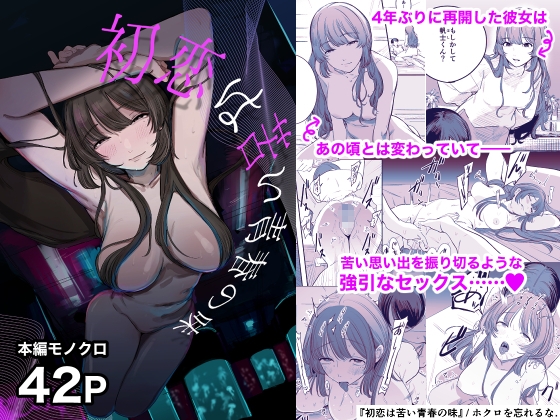 初恋
は
苦い青春の味
本編モノクロ
42P
4年ぶりに再開した彼女は
もしかして
帆士くん?
あの頃とは変わっていて――
苦い思い出を振り切るような
強引なセックス……♥
『初恋は苦い青春の味』/ホクロを忘れるな